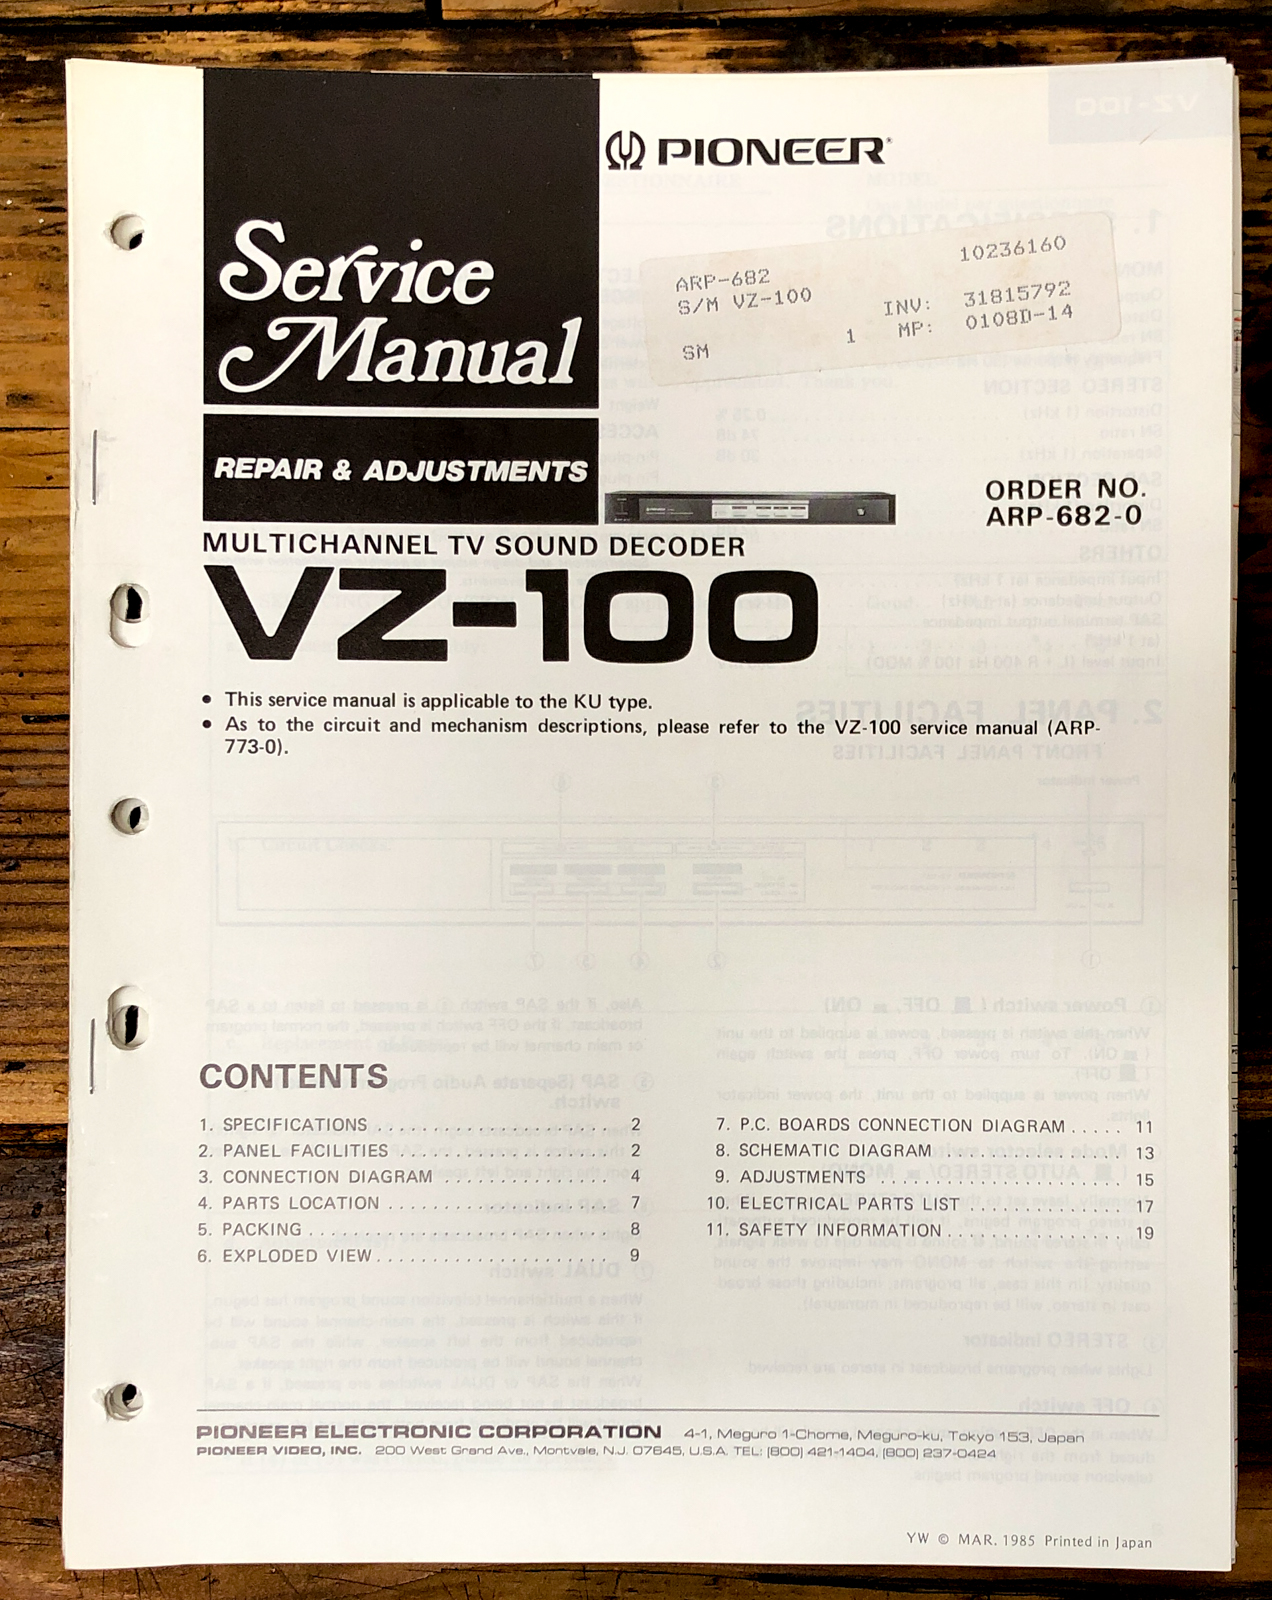 Service
Manual
PIONEER
ARP-682
10236160
S/M VZ-100
INV: 31815792
SM
1 MP: 0108D-14
REPAIR & ADJUSTMENTS
ORDER NO.
ARP-682-0
MULTICHANNEL TV SOUND DECODER
VZ-100
• This service manual is applicable to the KU type.
• As to the circuit and mechanism descriptions, please refer to the VZ-100 service manual (ARP-
773-0).
CONTENTS
1. SPECIFICATIONS . . . . . . . . . . . . . . . . . . 2
2. PANEL FACILITIES . . . . . . . . . . . . . . . . . 2
3. CONNECTION DIAGRAM . . . . . . . . . . . . . . 4
4. PARTS LOCATION . . . . . . . . . . . . . . . . . . 7
5. PACKING . . . . . . . . . . . . . . . . . . . . . . . . 8
6. EXPLODED VIEW . . . . . . . . . . . . . . . . . . . 9
7. P.C. BOARDS CONNECTION DIAGRAM . . . . . 11
8. SCHEMATIC DIAGRAM . . . . . . . . . . . . . . . 13
9. ADJUSTMENTS . . . . . . . . . . . . . . . . . . . . 15
10. ELECTRICAL PARTS LIST . . . . . . . . . . . . . 17
11. SAFETY INFORMATION . . . . . . . . . . . . . . 19
PIONEER ELECTRONIC CORPORATION 4-1, Meguro 1-Chome, Meguro-ku, Tokyo 153, Japan
PIONEER VIDEO, INC. 200 West Grand Ave., Montvale, N.J. 07645, U.S.A. TEL: (800) 421-1404, (800) 237-0424
YW © MAR. 1985 Printed in Japan